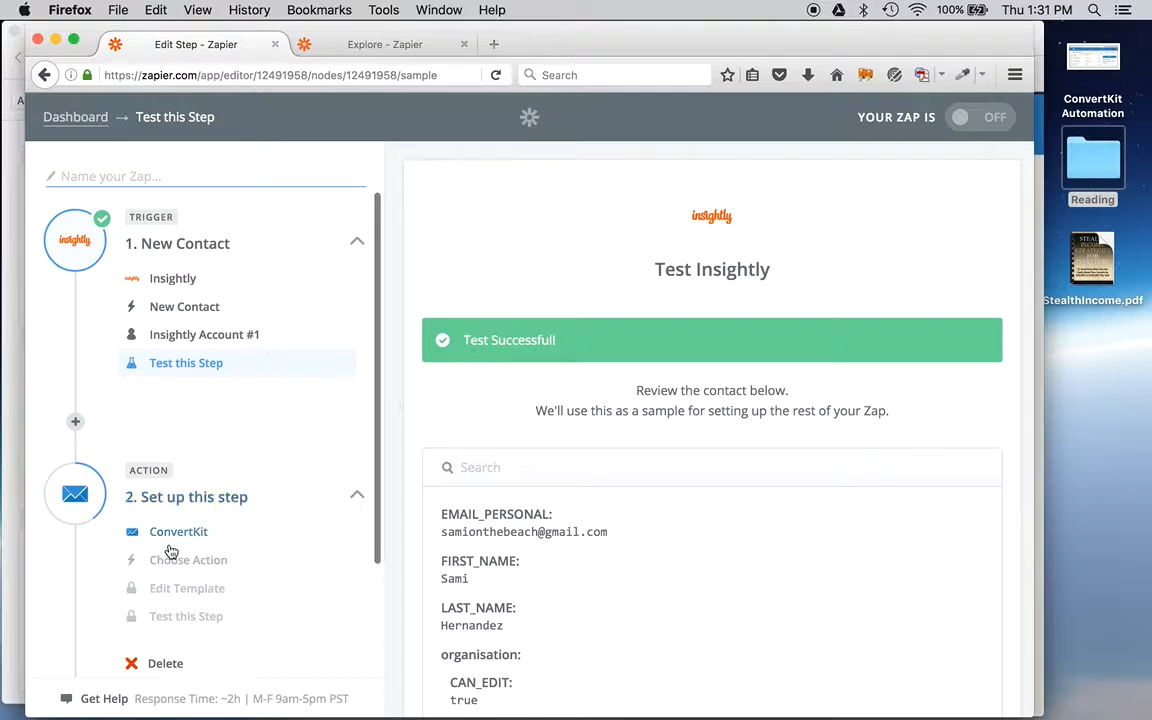 Firefox File Edit View History Bookmarks Tools Window Help 100% Thu 1:31 PM
Edit Step - Zapier
Explore - Zapier
https://zapier.com/app/editor/12491958/nodes/12491958/sample
Search
Dashboard → Test this Step
YOUR ZAP IS OFF
Name your Zap...
TRIGGER
insightly
1. New Contact
Insightly
New Contact
Insightly Account #1
Test this Step
ACTION
2. Set up this step
ConvertKit
Choose Action
Edit Template
Test this Step
Delete
Get Help Response Time: ~2h | M-F 9am-5pm PST
insightly
Test Insightly
Test Successful!
Review the contact below.
We'll use this as a sample for setting up the rest of your Zap.
Search
EMAIL_PERSONAL:
samionthebeach@gmail.com
FIRST_NAME:
Sami
LAST_NAME:
Hernandez
organisation:
CAN_EDIT:
true
ConvertKit
Automation
Reading
StealthIncome.pdf